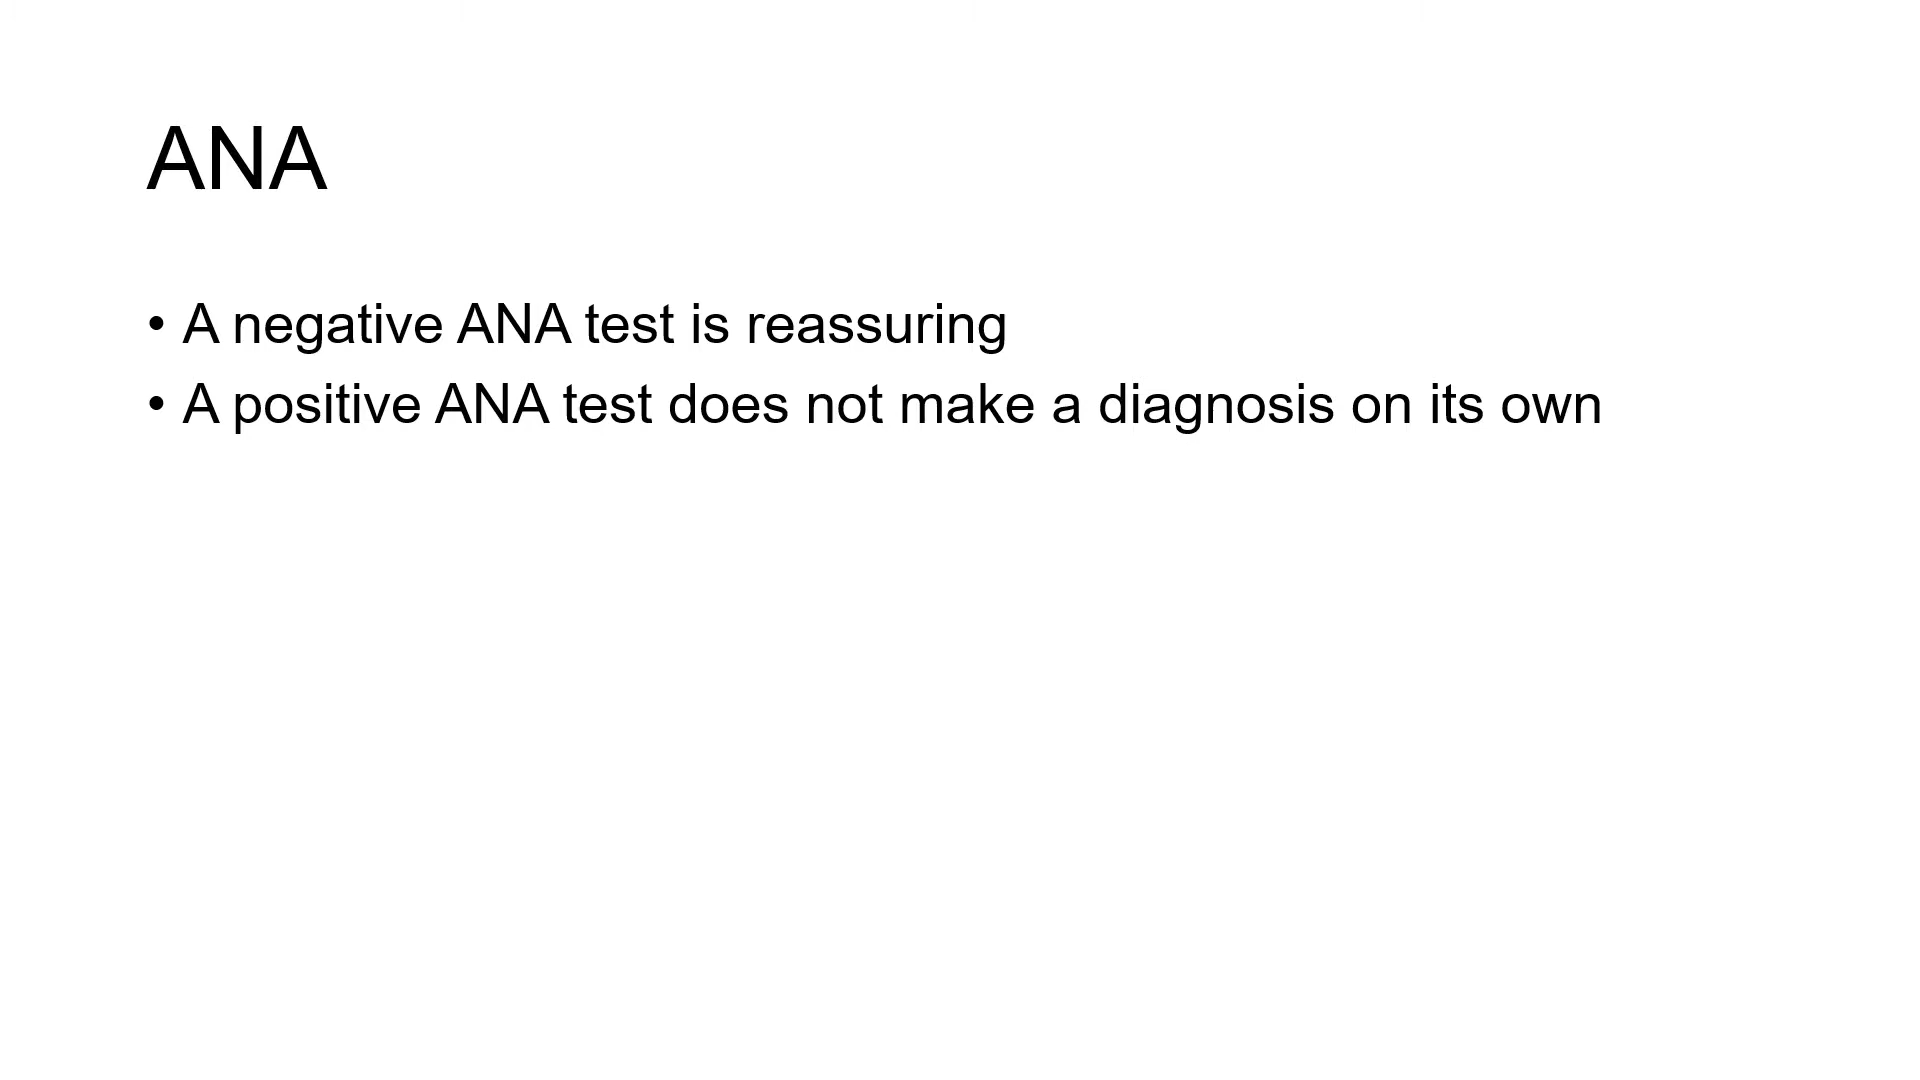 ANA
• A negative ANA test is reassuring
• A positive ANA test does not make a diagnosis on its own